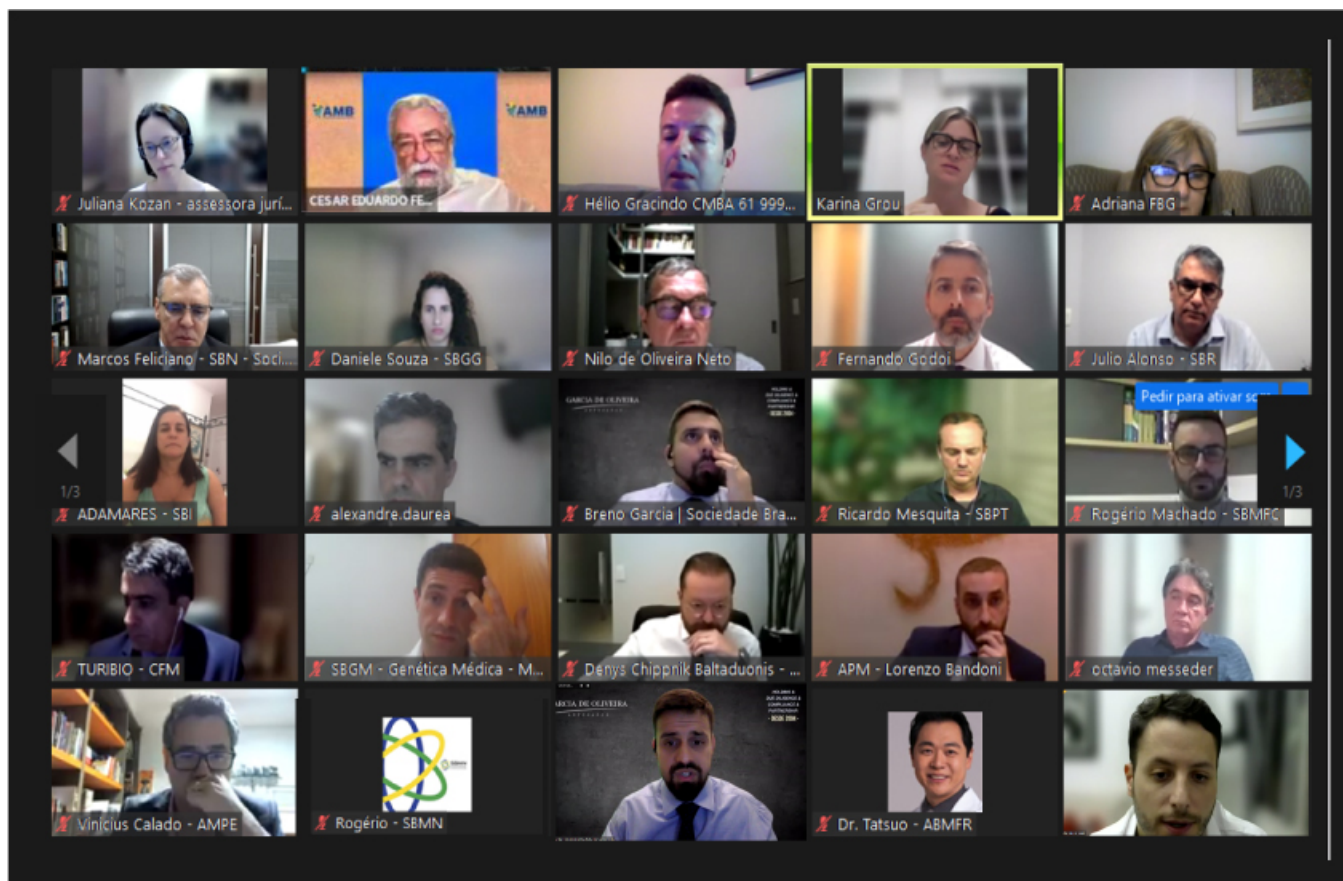 Juliana Kozan - assessora jurí...
AMB
AMB
CESAR EDUARDO FE...
Hélio Gracindo CMBA 61 999...
Karina Grou
Adriana FBG
Marcos Feliciano - SBN - Soci...
Daniele Souza - SBGG
Nilo de Oliveira Neto
Fernando Godoi
Julio Alonso - SBR
1/3
ADAMARES - SBI
alexandre.daurea
GARCIA DE OLIVEIRA
Breno Garcia | Sociedade Bra...
Ricardo Mesquita - SBPT
Pedir para ativar som
1/3
Rogério Machado - SBMFC
TURIBIO - CFM
SBGM - Genética Médica - M...
Denys Chippnik Baltaduonis - ...
APM - Lorenzo Bandoni
octavio messeder
Vinicius Calado - AMPE
Rogério - SBMN
ARCIA DE OLIVEIRA
Dr. Tatsuo - ABMFR